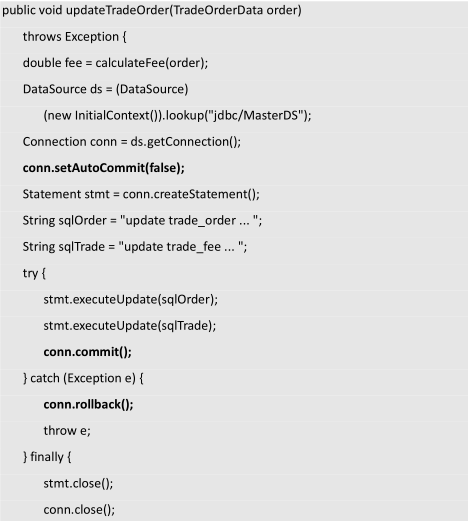 public void updateTradeOrder(TradeOrderData order)
throws Exception {
double fee = calculateFee(order);
DataSource ds = (DataSource)
(new InitialContext()).lookup("jdbc/MasterDS");
Connection conn = ds.getConnection();
conn.setAutoCommit(false);
Statement stmt = conn.createStatement();
String sqlOrder = "update trade_order ... ";
String sqlTrade = "update trade_fee ... ";
try {
stmt.executeUpdate(sqlOrder);
stmt.executeUpdate(sqlTrade);
conn.commit();
} catch (Exception e) {
conn.rollback();
throw e;
} finally {
stmt.close();
conn.close();